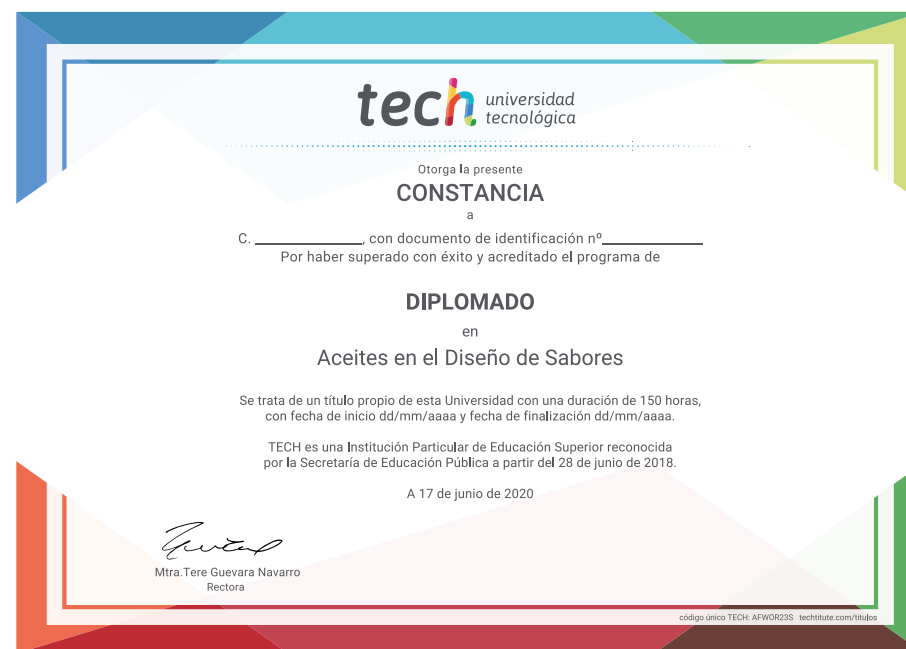 tech universidad
tecnológica
Otorga la presente
CONSTANCIA
a
C. ______________, con documento de identificación nº_____________
Por haber superado con éxito y acreditado el programa de
DIPLOMADO
en
Aceites en el Diseño de Sabores
Se trata de un título propio de esta Universidad con una duración de 150 horas,
con fecha de inicio dd/mm/aaaa y fecha de finalización dd/mm/aaaa.
TECH es una Institución Particular de Educación Superior reconocida
por la Secretaría de Educación Pública a partir del 28 de junio de 2018.
A 17 de junio de 2020
Mtra.Tere Guevara Navarro
Rectora
código único TECH: AFWOR23S techtitute.com/titulos